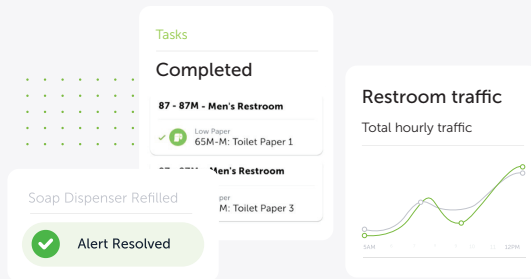 Tasks
Completed
87 - 87M - Men's Restroom
Low Paper
65M-M: Toilet Paper 1
Men's Restroom
M: Toilet Paper 3
Soap Dispenser Refilled
Alert Resolved
Restroom traffic
Total hourly traffic
5AM 11 12PM